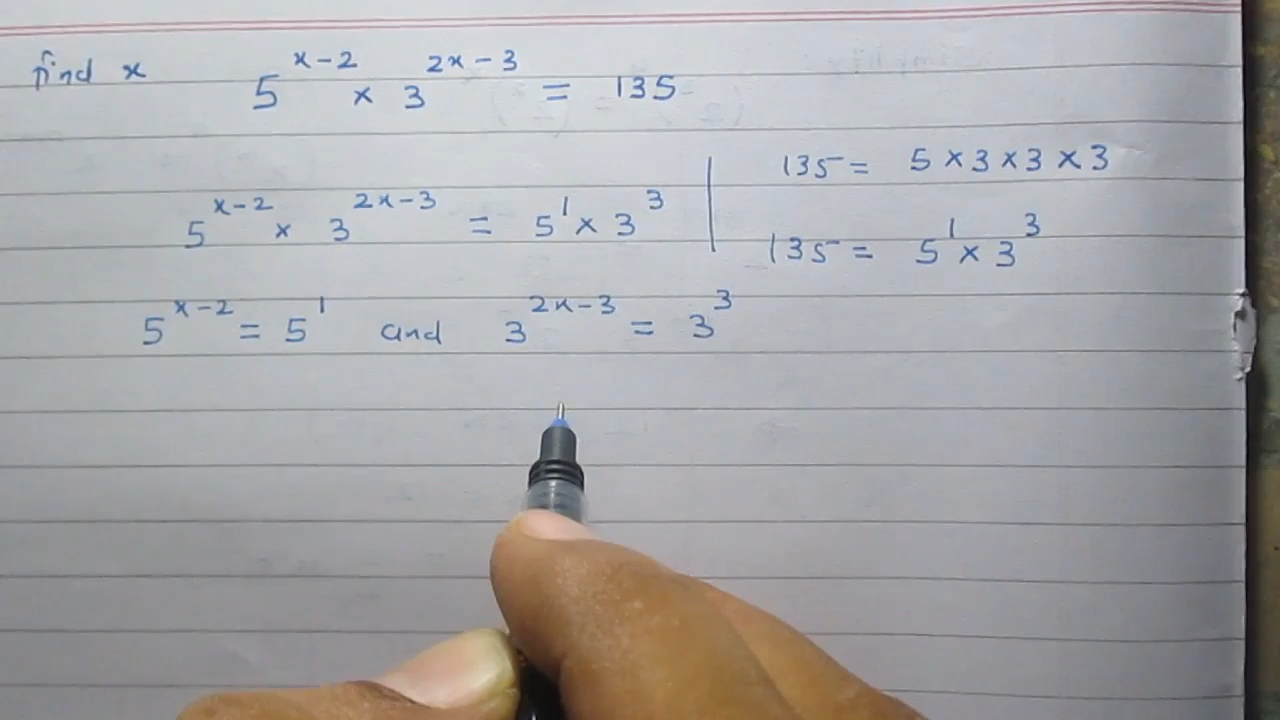 find x 5^{x-2} × 3^{2x-3} = 135
135 = 5 × 3 × 3 × 3
5^{x-2} × 3^{2x-3} = 5^1 × 3^3
135 = 5^1 × 3^3
5^{x-2} = 5^1 and 3^{2x-3} = 3^3